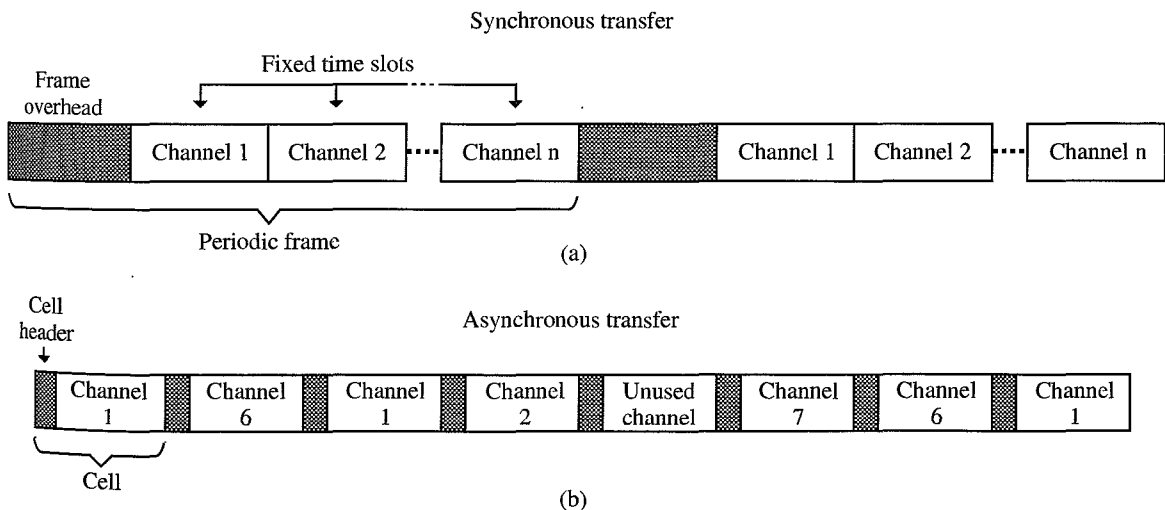 Synchronous transfer
Fixed time slots
Frame
overhead
Channel 1
Channel 2
Channel n
Channel 1
Channel 2
Channel n
Periodic frame
(a)
Cell
header
Asynchronous transfer
Channel
1
Channel
6
Channel
1
Channel
2
Unused
channel
Channel
7
Channel
6
Channel
1
Cell
(b)